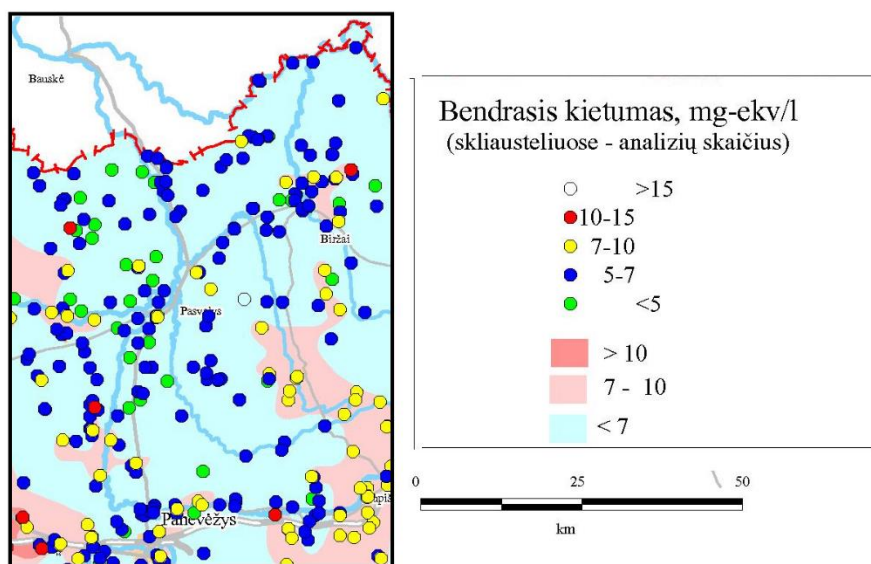 Bauskė
Biržai
Pasvalys
Panevėžys
Bendrasis kietumas, mg-ekv/l
(skliausteliuose - analizių skaičius)
>15
10-15
7-10
5-7
<5
> 10
7 - 10
< 7
0 25 50
km